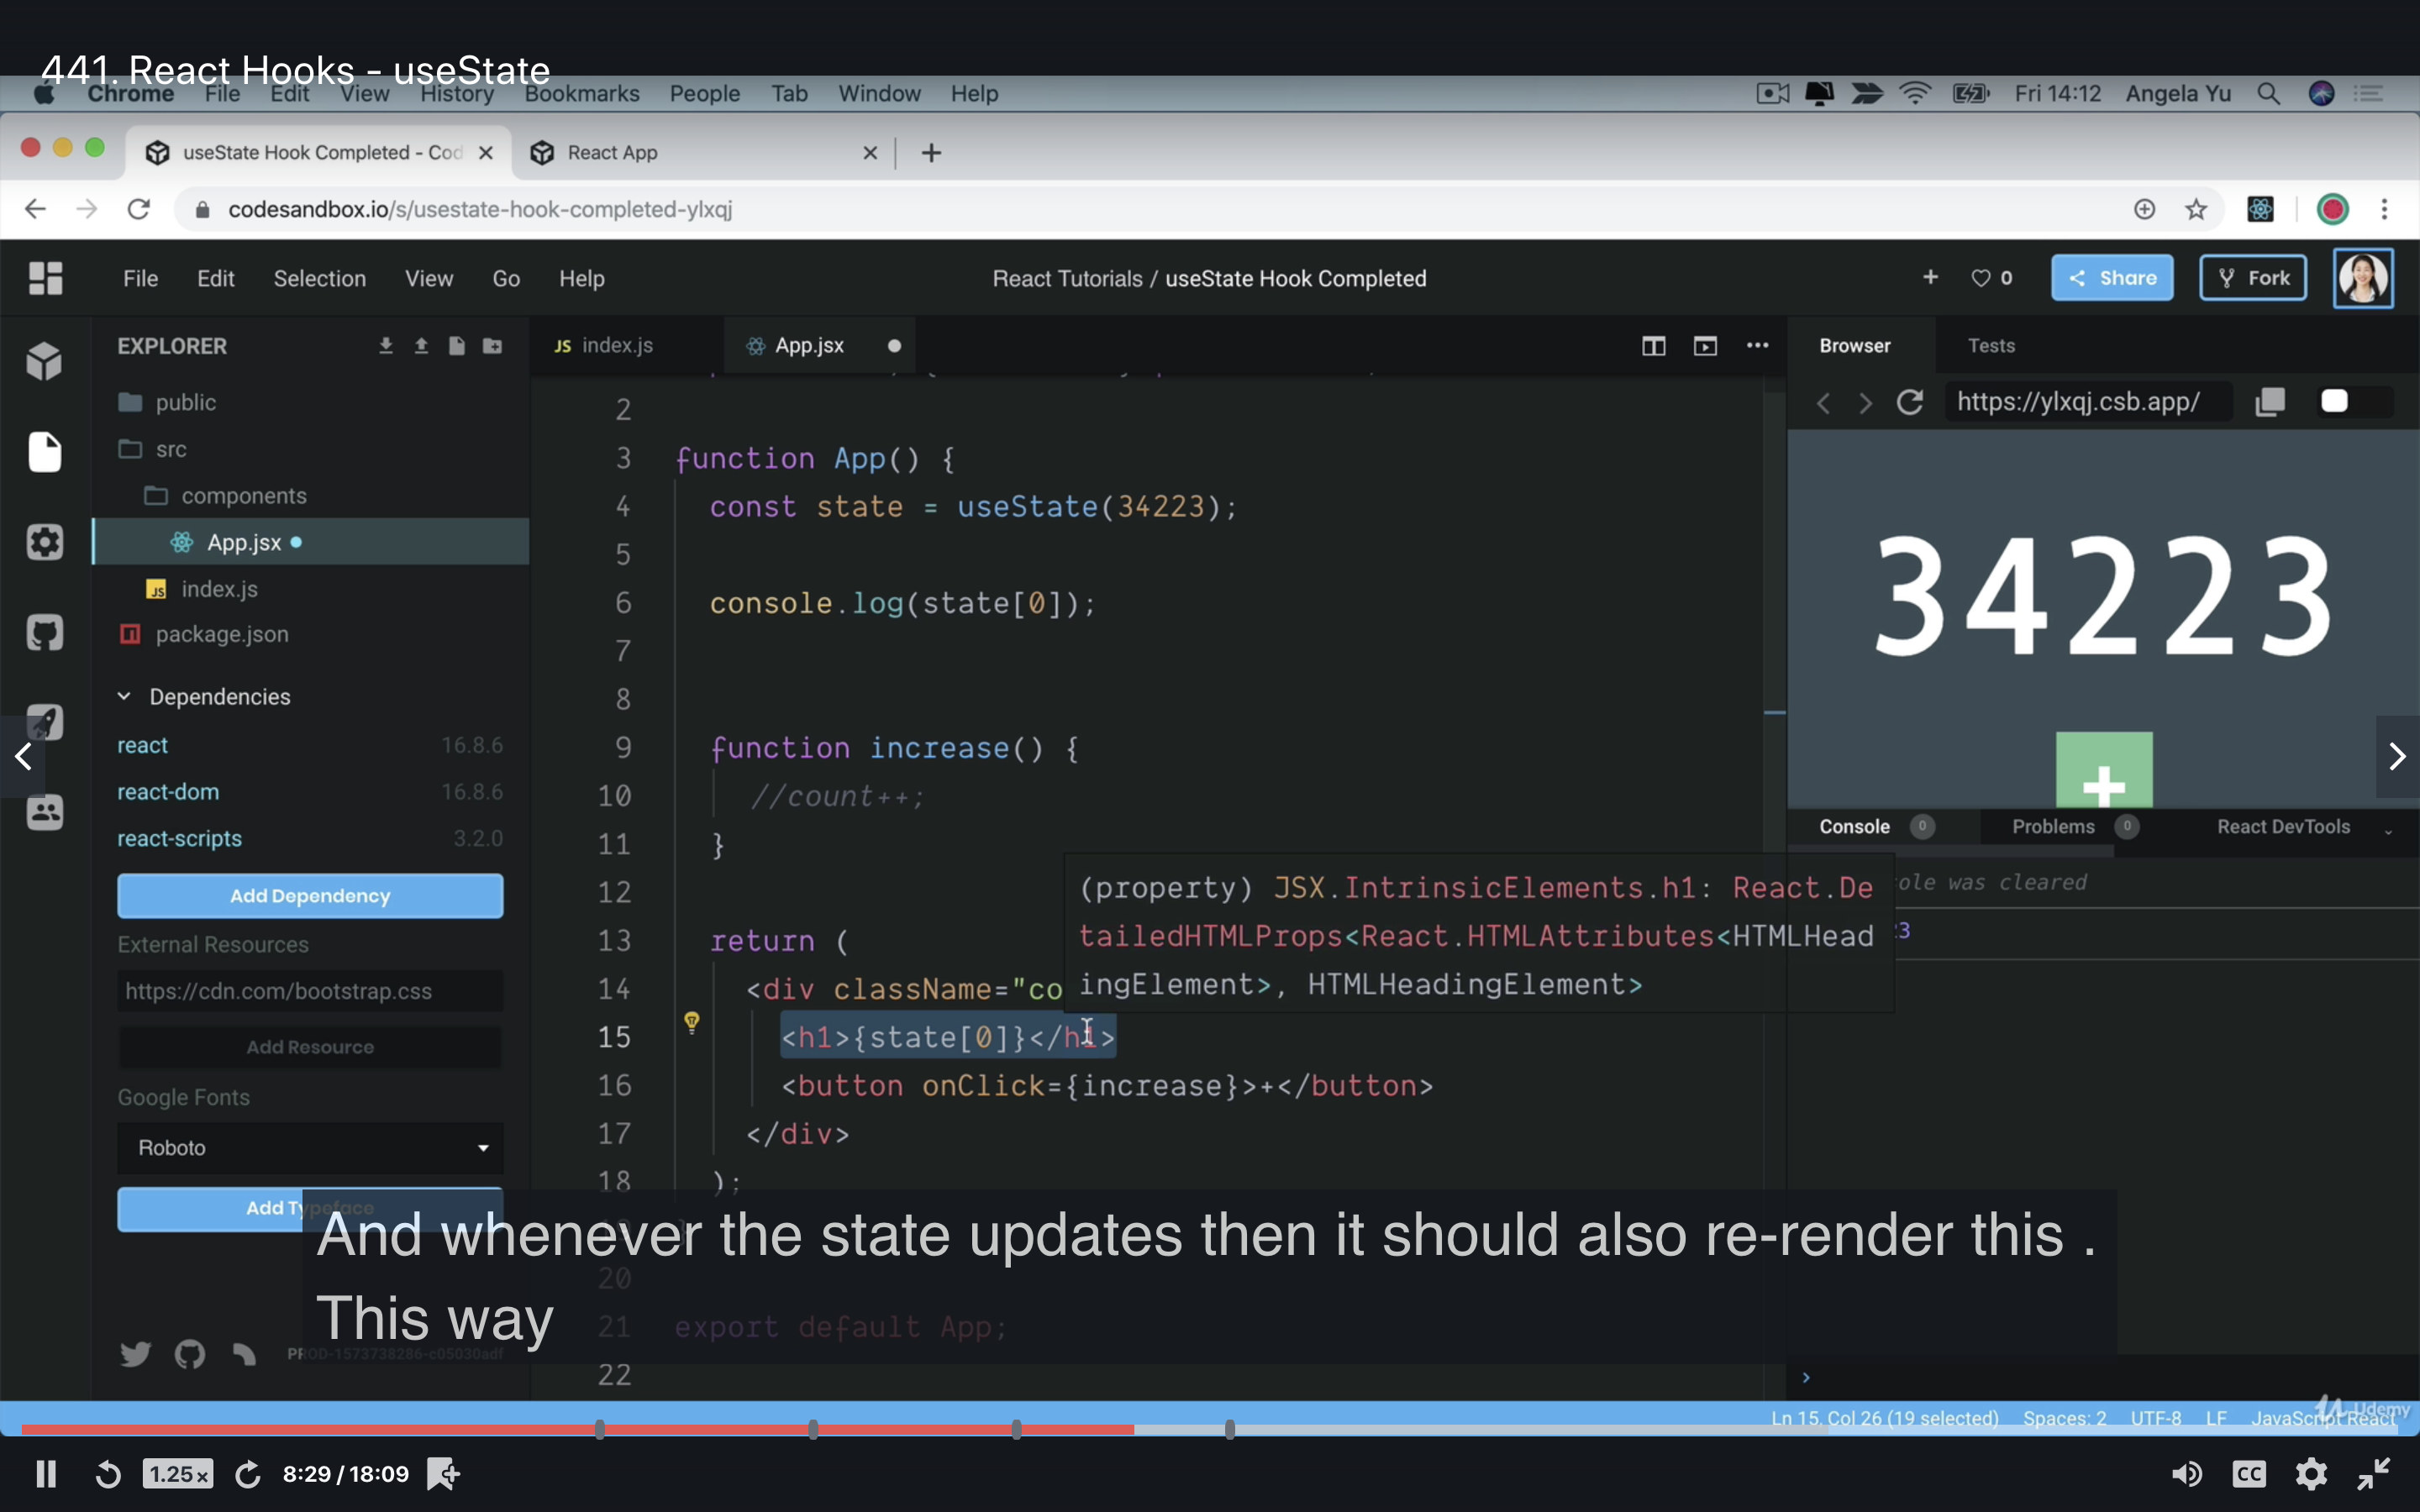 441. React Hooks - useState
Chrome File Edit View History Bookmarks People Tab Window Help
Fri 14:12 Angela Yu
useState Hook Completed - Cod
React App
codesandbox.io/s/usestate-hook-completed-ylxqj
File Edit Selection View Go Help
React Tutorials / useState Hook Completed
0
Share
Fork
EXPLORER
public
src
components
App.jsx
index.js
package.json
Dependencies
react 16.8.6
react-dom 16.8.6
react-scripts 3.2.0
Add Dependency
External Resources
https://cdn.com/bootstrap.css
Add Resource
Google Fonts
Roboto
Add Typeface
PROD-1573738286-c05030adf
JS index.js
App.jsx
2
3 function App() {
4 const state = useState(34223);
5
6 console.log(state[0]);
7
8
9 function increase() {
10 //count++;
11 }
12
13 return (
14 <div className="co
15 <h1>{state[0]}</h1>
16 <button onClick={increase}>+</button>
17 </div>
18 );
20
21 export default App;
22
(property) JSX.IntrinsicElements.h1: React.De
tailedHTMLProps<React.HTMLAttributes<HTMLHead
ingElement>, HTMLHeadingElement>
Browser Tests
https://ylxqj.csb.app/
34223
+
Console 0 Problems 0 React DevTools
ole was cleared
3
And whenever the state updates then it should also re-render this .
This way
Ln 15, Col 26 (19 selected) Spaces: 2 UTF-8 LF JavaScript React
Udemy
1.25x
8:29 / 18:09
CC